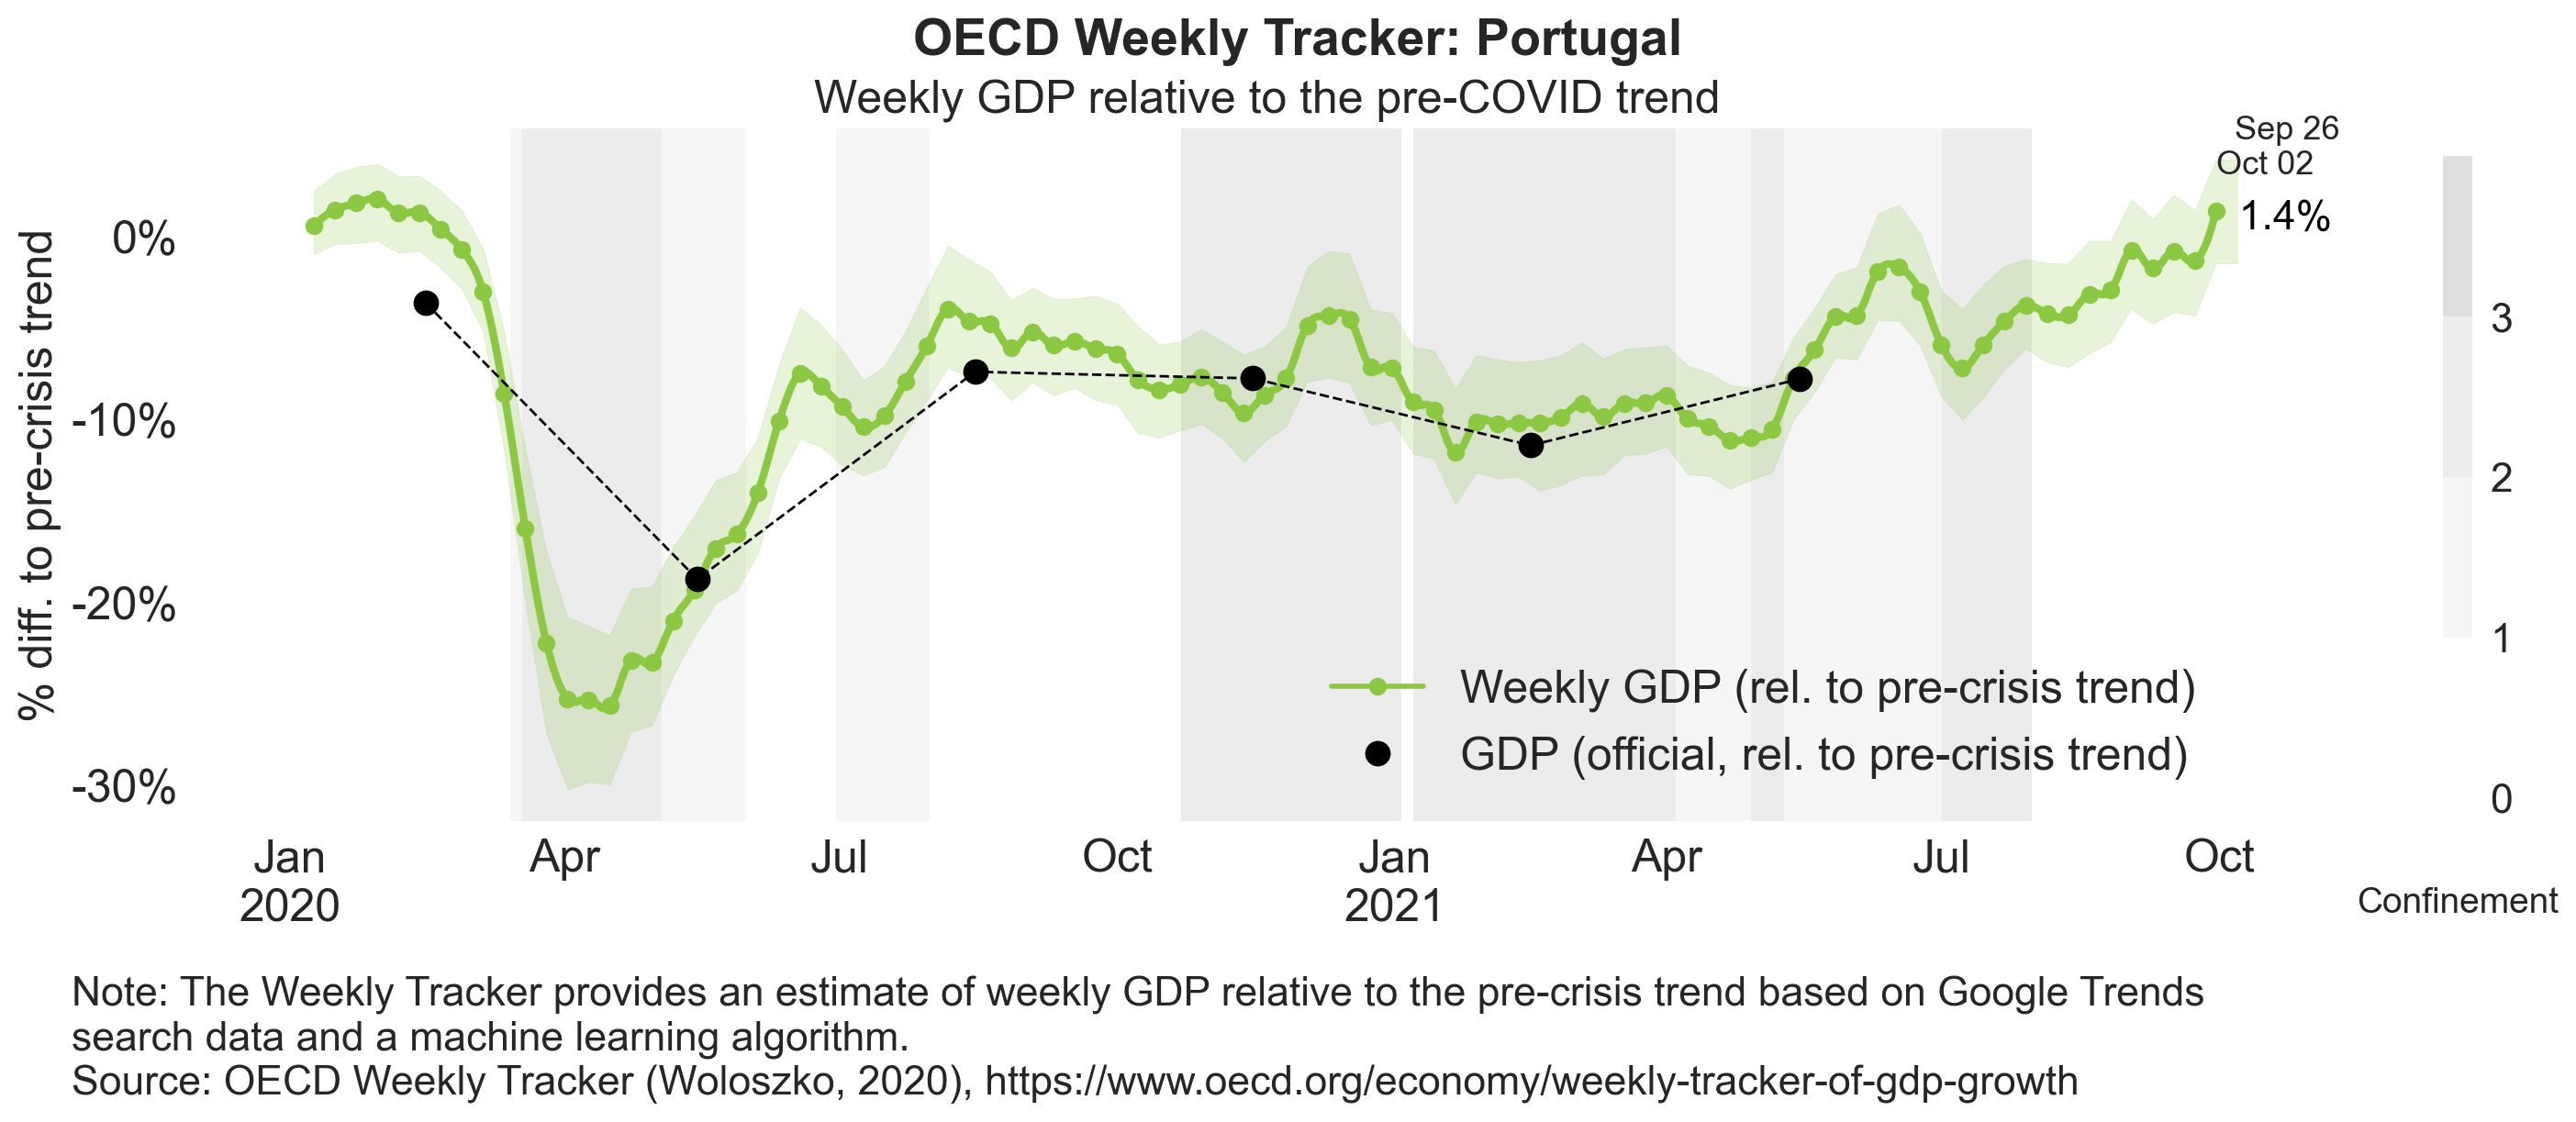 OECD Weekly Tracker: Portugal
Weekly GDP relative to the pre-COVID trend
Sep 26
Oct 02
1.4%
% diff. to pre-crisis trend
0%
-10%
-20%
-30%
3
2
1
0
Weekly GDP (rel. to pre-crisis trend)
GDP (official, rel. to pre-crisis trend)
Jan Apr Jul Oct Jan Apr Jul Oct
2020 2021
Confinement
Note: The Weekly Tracker provides an estimate of weekly GDP relative to the pre-crisis trend based on Google Trends
search data and a machine learning algorithm.
Source: OECD Weekly Tracker (Woloszko, 2020), https://www.oecd.org/economy/weekly-tracker-of-gdp-growth